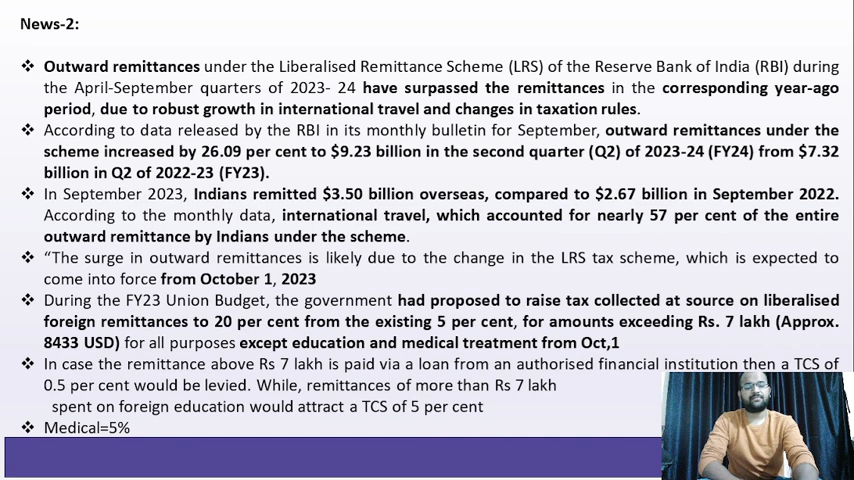 News-2:
❖ Outward remittances under the Liberalised Remittance Scheme (LRS) of the Reserve Bank of India (RBI) during
the April-September quarters of 2023- 24 have surpassed the remittances in the corresponding year-ago
period, due to robust growth in international travel and changes in taxation rules.
❖ According to data released by the RBI in its monthly bulletin for September, outward remittances under the
scheme increased by 26.09 per cent to $9.23 billion in the second quarter (Q2) of 2023-24 (FY24) from $7.32
billion in Q2 of 2022-23 (FY23).
❖ In September 2023, Indians remitted $3.50 billion overseas, compared to $2.67 billion in September 2022.
According to the monthly data, international travel, which accounted for nearly 57 per cent of the entire
outward remittance by Indians under the scheme.
❖ “The surge in outward remittances is likely due to the change in the LRS tax scheme, which is expected to
come into force from October 1, 2023
❖ During the FY23 Union Budget, the government had proposed to raise tax collected at source on liberalised
foreign remittances to 20 per cent from the existing 5 per cent, for amounts exceeding Rs. 7 lakh (Approx.
8433 USD) for all purposes except education and medical treatment from Oct,1
❖ In case the remittance above Rs 7 lakh is paid via a loan from an authorised financial institution then a TCS of
0.5 per cent would be levied. While, remittances of more than Rs 7 lakh
spent on foreign education would attract a TCS of 5 per cent
❖ Medical=5%